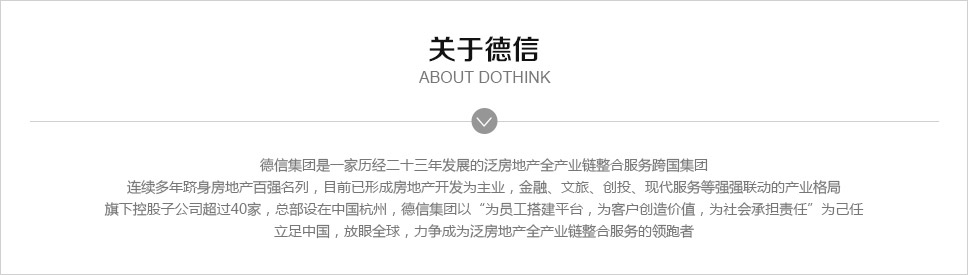 关于德信
ABOUT DOTHINK
德信集团是一家历经二十三年发展的泛房地产全产业链整合服务跨国集团
连续多年跻身房地产百强名列，目前已形成房地产开发为主业，金融、文旅、创投、现代服务等强强联动的产业格局
旗下控股子公司超过40家，总部设在中国杭州，德信集团以“为员工搭建平台，为客户创造价值，为社会承担责任”为己任
立足中国，放眼全球，力争成为泛房地产全产业链整合服务的领跑者